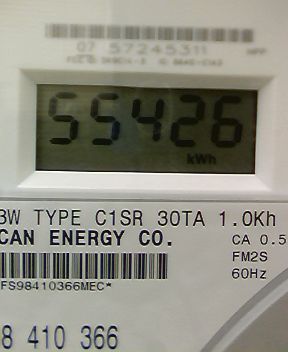 07 57245311
55426
kWh
3W TYPE C1SR 30TA 1.0Kh
CAN ENERGY CO.
CA 0.5
FM2S
60Hz
FS98410366MEC*
8 410 366